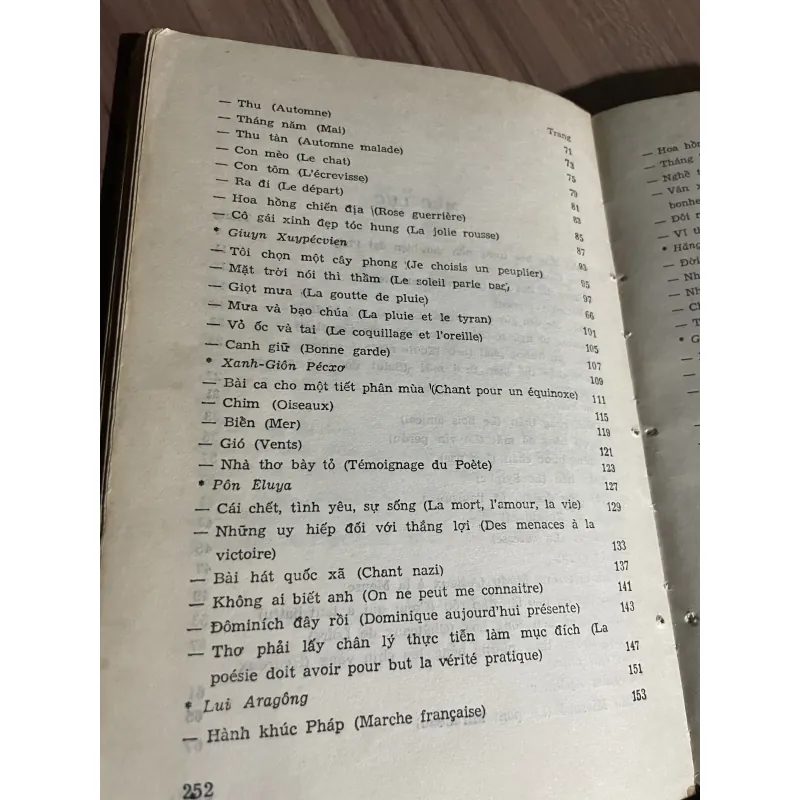 Trang
— Thu (Automne) 71
— Tháng năm (Mai) 73
— Thu tàn (Automne malade) 75
— Con mèo (Le chat) 79
— Con tôm (L'écrevisse) 81
— Ra đi (Le départ) 83
— Hoa hồng chiến địa (Rose guerrière) 85
— Cô gái xinh đẹp tóc hung (La jolie rousse) 87
* Giuyn Xuypécvien 93
— Tôi chọn một cây phong (Je choisis un peuplier) 95
— Mặt trời nói thì thầm (Le soleil parle bas) 97
— Giọt mưa (La goutte de pluie) 66
— Mưa và bạo chúa (La pluie et le tyran) 101
— Vỏ ốc và tai (Le coquillage et l'oreille) 105
— Canh giữ (Bonne garde) 107
* Xanh-Giôn Pécxơ 109
— Bài ca cho một tiết phân mùa (Chant pour un équinoxe) 111
— Chim (Oiseaux) 115
— Biển (Mer) 119
— Gió (Vents) 121
— Nhà thơ bày tỏ (Témoignage du Poète) 123
* Pôn Eluya 127
— Cái chết, tình yêu, sự sống (La mort, l'amour, la vie) 129
— Những uy hiếp đối với thắng lợi (Des menaces à la
victoire) 133
— Bài hát quốc xã (Chant nazi) 137
— Không ai biết anh (On ne peut me connaitre) 141
— Đôminích đây rồi (Dominique aujourd'hui présente) 143
— Thơ phải lấy chân lý thực tiễn làm mục đích (La
poésie doit avoir pour but la vérité pratique) 147
* Lui Aragông 151
— Hành khúc Pháp (Marche française) 153
252
— Hoa hồn
— Tháng
— Nghề t
— Văn x
bonhe
— Đôi r
— Vĩ th
* Hăng
— Đời
— Nh
— Nh
— C
— T
* G